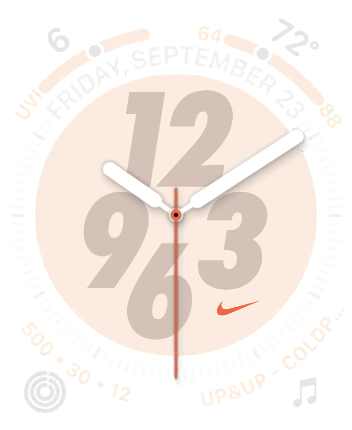 6
UVI
64 72° 88
FRIDAY, SEPTEMBER 23
12
9 3
6
500 • 30 • 12
UP&UP - COLDP...